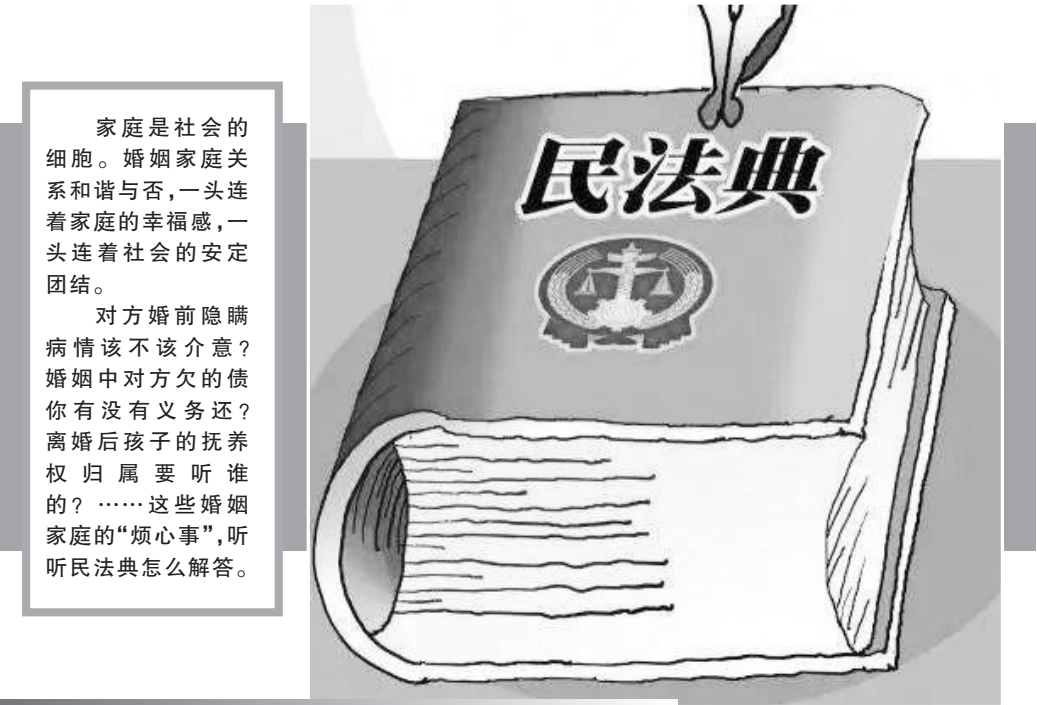 家庭是社会的
细胞。婚姻家庭关
系和谐与否,一头连
着家庭的幸福感,一
头连着社会的安定
团结。
对方婚前隐瞒
病情该不该介意?
婚姻中对方欠的债
你有没有义务还?
离婚后孩子的抚养
权归属要听谁
的?……这些婚姻
家庭的“烦心事”,听
听民法典怎么解答。
民法典